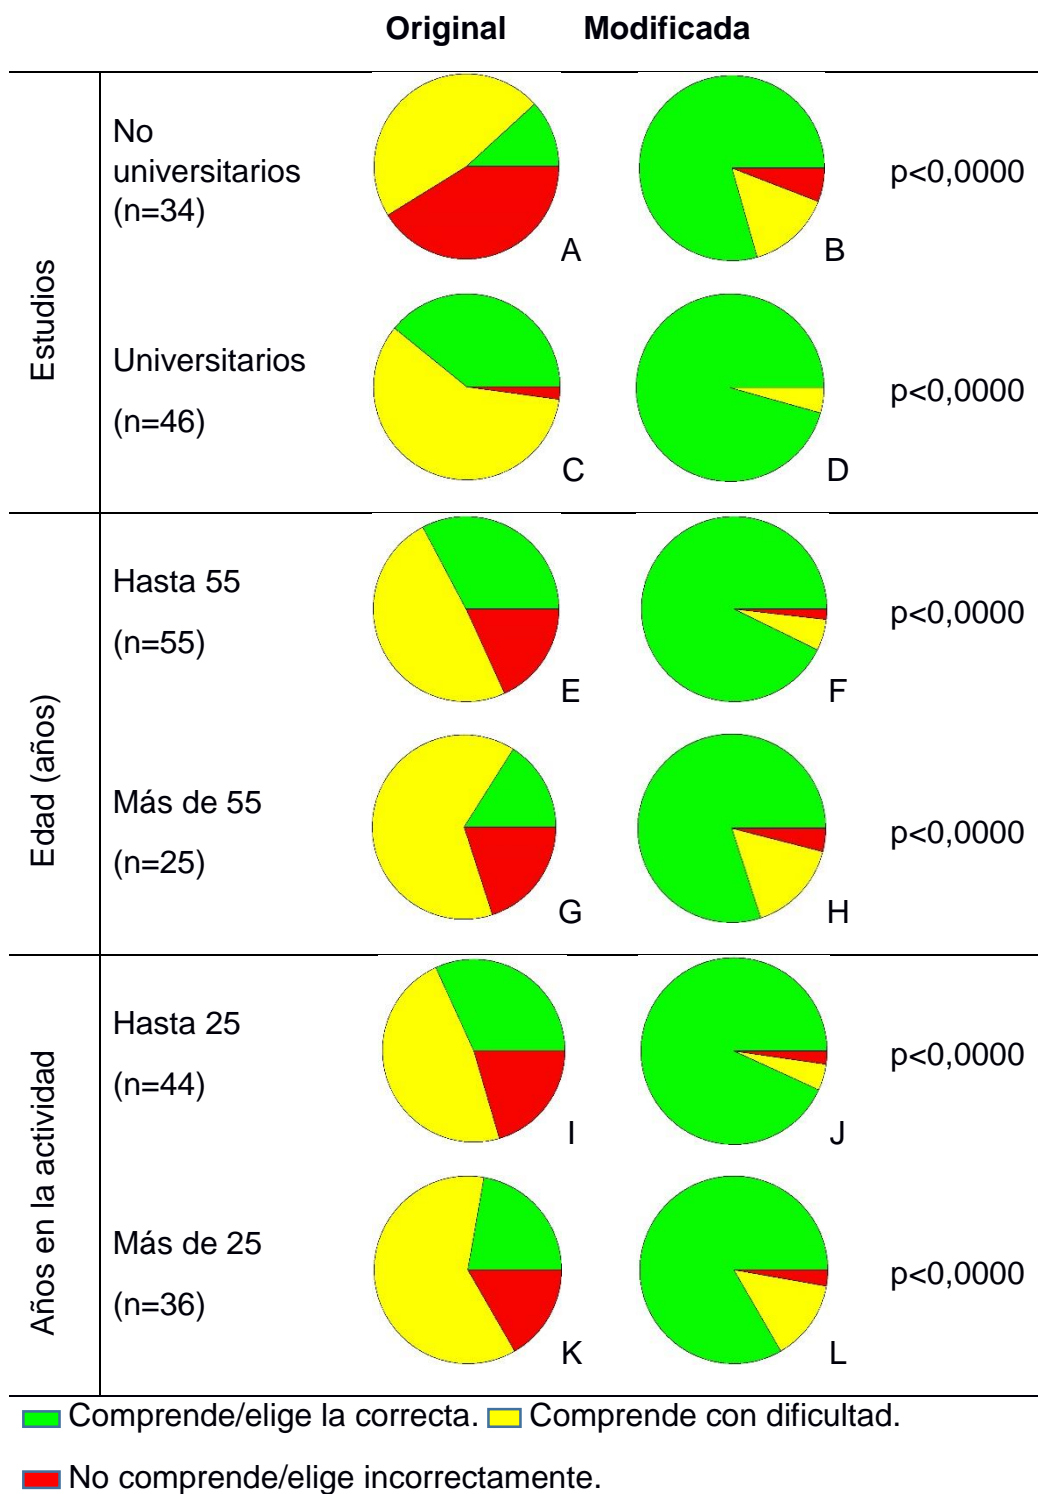 Original Modificada
No
universitarios
(n=34)
A
B
p<0,0000
Estudios
Universitarios
(n=46)
C
D
p<0,0000
Hasta 55
(n=55)
E
F
p<0,0000
Edad (años)
Más de 55
(n=25)
G
H
p<0,0000
Hasta 25
(n=44)
I
J
p<0,0000
Años en la actividad
Más de 25
(n=36)
K
L
p<0,0000
Comprende/elige la correcta. Comprende con dificultad.
No comprende/elige incorrectamente.